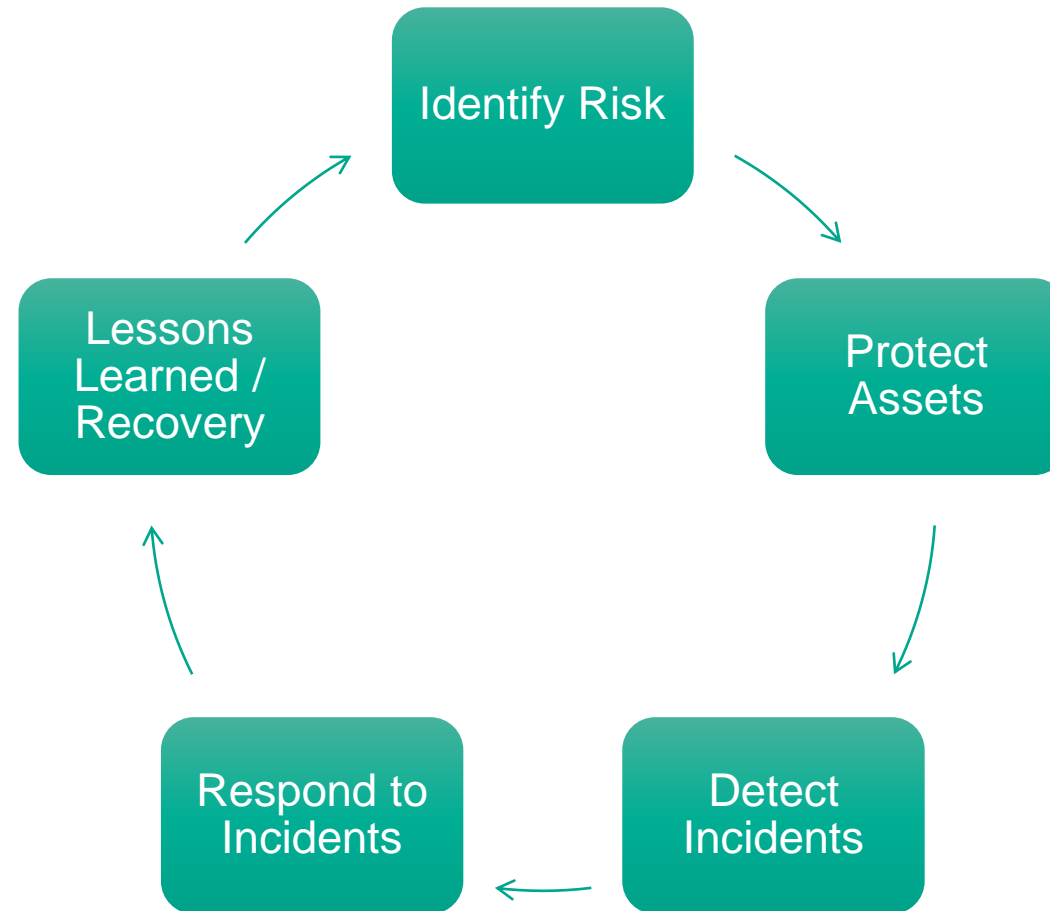 Identify Risk
Protect
Assets
Detect
Incidents
Respond to
Incidents
Lessons
Learned /
Recovery